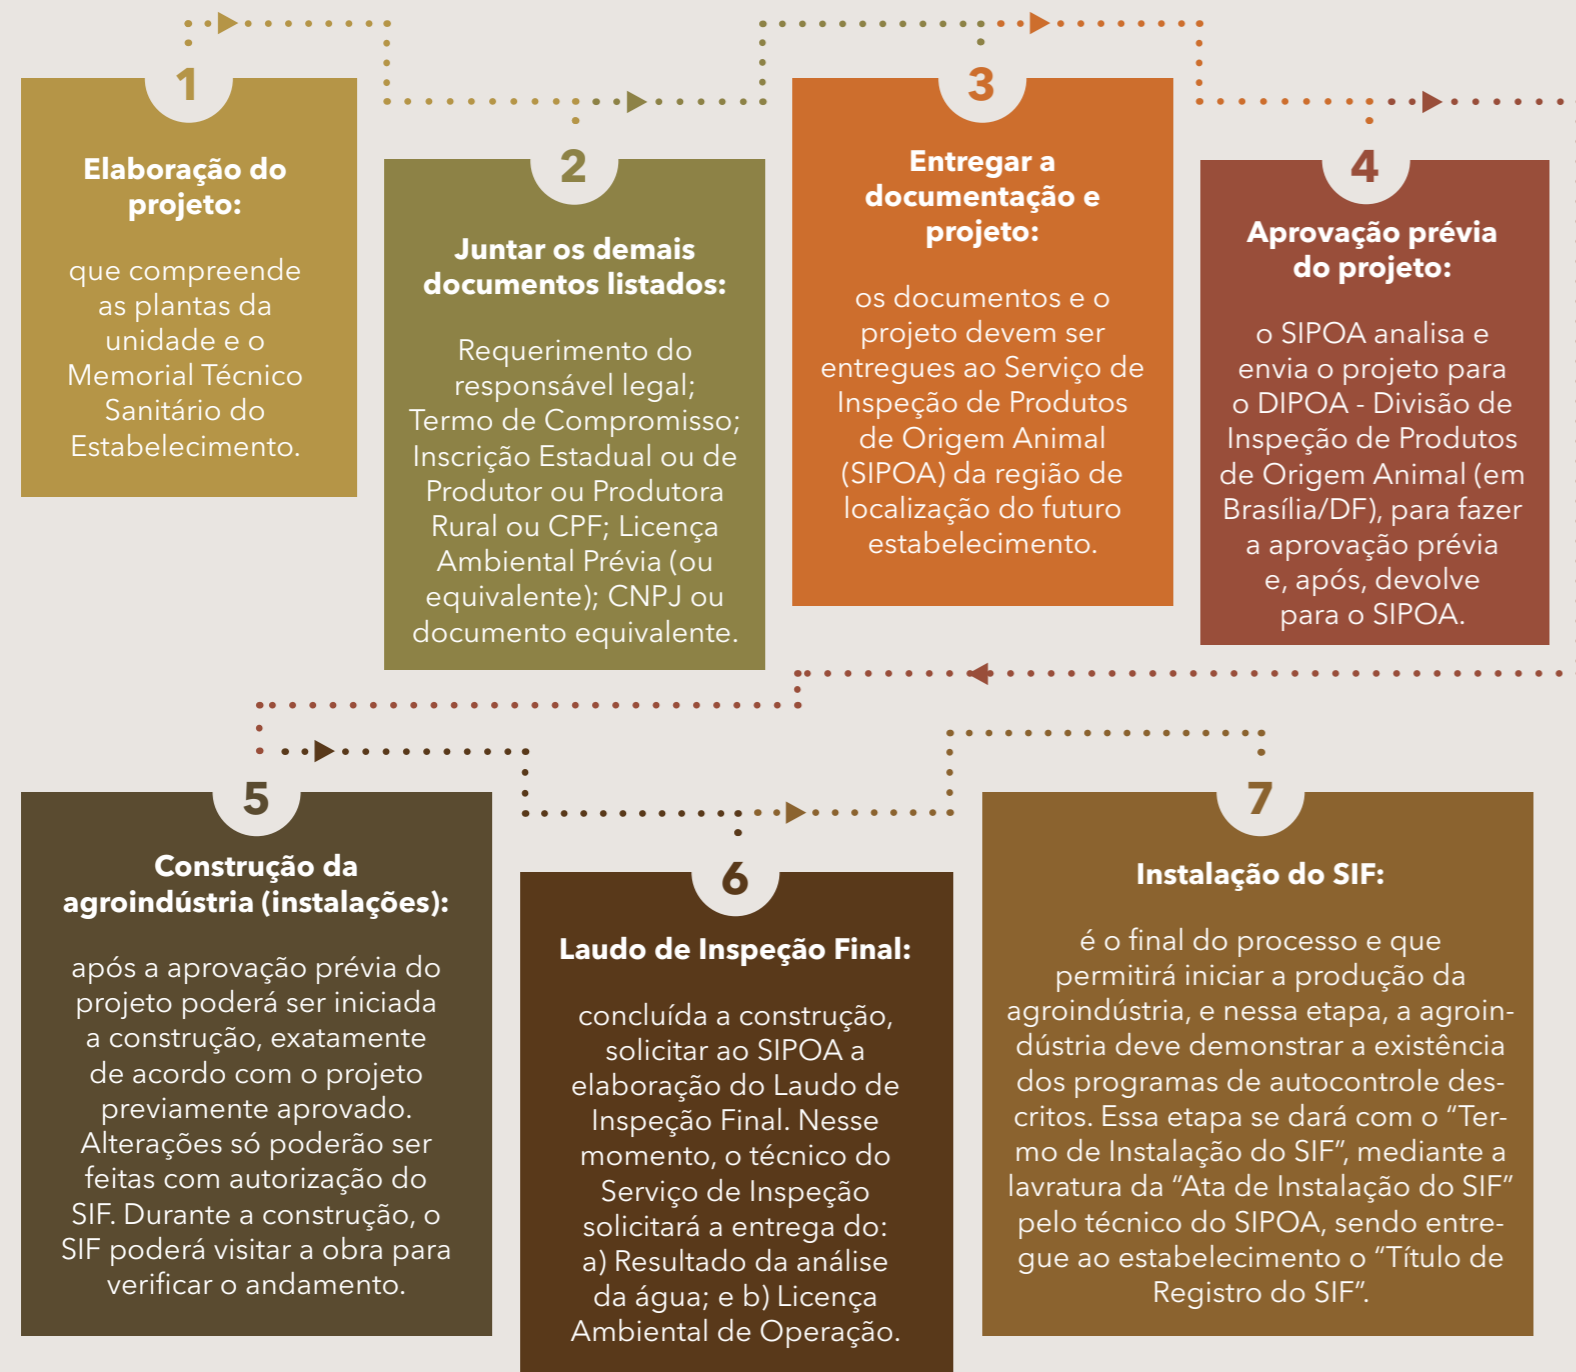 1
Elaboração do
projeto:
que compreende
as plantas da
unidade e o
Memorial Técnico
Sanitário do
Estabelecimento.
2
Juntar os demais
documentos listados:
Requerimento do
responsável legal;
Termo de Compromisso;
Inscrição Estadual ou de
Produtor ou Produtora
Rural ou CPF; Licença
Ambiental Prévia (ou
equivalente); CNPJ ou
documento equivalente.
3
Entregar a
documentação e
projeto:
os documentos e o
projeto devem ser
entregues ao Serviço de
Inspeção de Produtos
de Origem Animal
(SIPOA) da região de
localização do futuro
estabelecimento.
4
Aprovação prévia
do projeto:
o SIPOA analisa e
envia o projeto para
o DIPOA - Divisão de
Inspeção de Produtos
de Origem Animal (em
Brasília/DF), para fazer
a aprovação prévia
e, após, devolve
para o SIPOA.
5
Construção da
agroindústria (instalações):
após a aprovação prévia do
projeto poderá ser iniciada
a construção, exatamente
de acordo com o projeto
previamente aprovado.
Alterações só poderão ser
feitas com autorização do
SIF. Durante a construção, o
SIF poderá visitar a obra para
verificar o andamento.
6
Laudo de Inspeção Final:
concluída a construção,
solicitar ao SIPOA a
elaboração do Laudo de
Inspeção Final. Nesse
momento, o técnico do
Serviço de Inspeção
solicitará a entrega do:
a) Resultado da análise
da água; e b) Licença
Ambiental de Operação.
7
Instalação do SIF:
é o final do processo e que
permitirá iniciar a produção da
agroindústria, e nessa etapa, a agroin-
dústria deve demonstrar a existência
dos programas de autocontrole des-
critos. Essa etapa se dará com o “Ter-
mo de Instalação do SIF”, mediante a
lavratura da “Ata de Instalação do SIF”
pelo técnico do SIPOA, sendo entre-
gue ao estabelecimento o “Título de
Registro do SIF”.